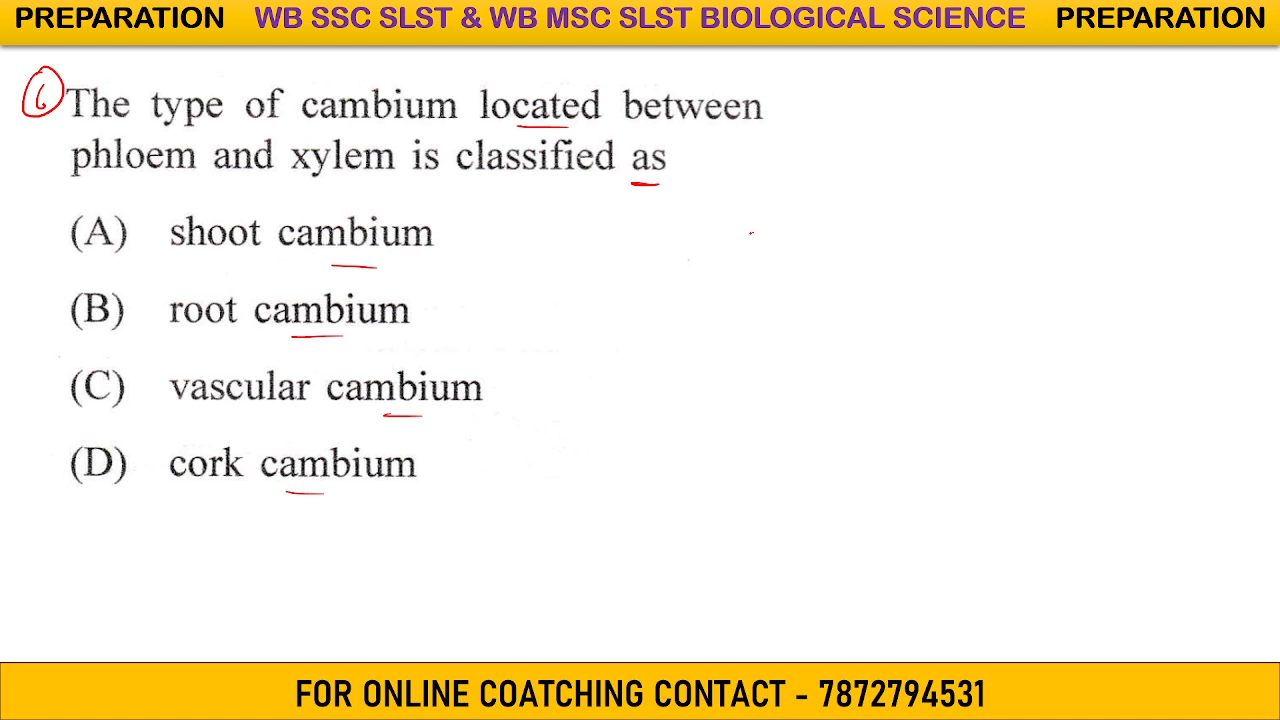 PREPARATION WB SSC SLST & WB MSC SLST BIOLOGICAL SCIENCE PREPARATION
6 The type of cambium located between
phloem and xylem is classified as
(A) shoot cambium
(B) root cambium
(C) vascular cambium
(D) cork cambium
FOR ONLINE COATCHING CONTACT - 7872794531